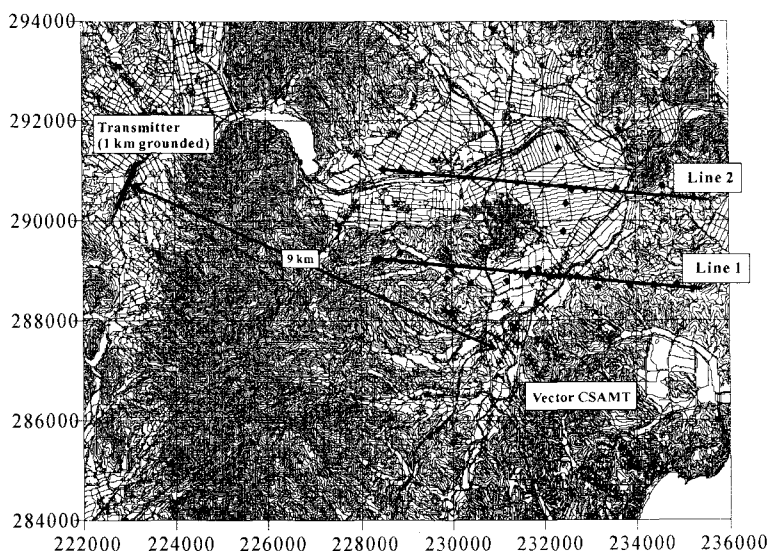 294000
292000
Transmitter
(1 km grounded)
Line 2
290000
9 km
Line 1
288000
Vector CSAMT
286000
284000
222000 224000 226000 228000 230000 232000 234000 236000